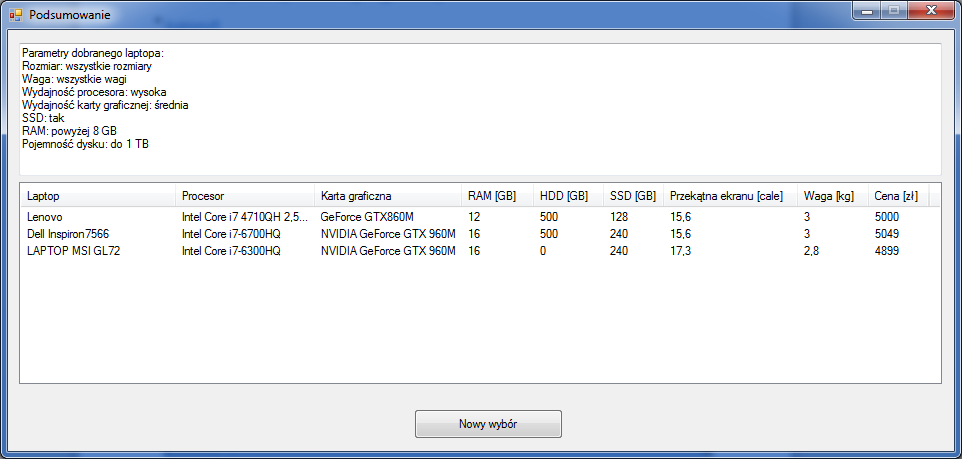 Podsumowanie
Parametry dobranego laptopa:
Rozmiar: wszystkie rozmiary
Waga: wszystkie wagi
Wydajność procesora: wysoka
Wydajność karty graficznej: średnia
SSD: tak
RAM: powyżej 8 GB
Pojemność dysku: do 1 TB
Laptop Procesor Karta graficzna RAM [GB] HDD [GB] SSD [GB] Przekątna ekranu [cale] Waga [kg] Cena [zł]
Lenovo Intel Core i7 4710QH 2,5... GeForce GTX860M 12 500 128 15,6 3 5000
Dell Inspiron7566 Intel Core i7-6700HQ NVIDIA GeForce GTX 960M 16 500 240 15,6 3 5049
LAPTOP MSI GL72 Intel Core i7-6300HQ NVIDIA GeForce GTX 960M 16 0 240 17,3 2,8 4899
Nowy wybór